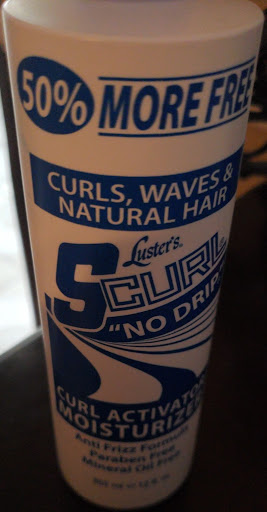 50% MORE FREE
CURLS, WAVES &
NATURAL HAIR
Luster's
SCURL
"NO DRIP"
CURL ACTIVATOR
MOISTURIZER
Anti Frizz Formula
Paraben Free
Mineral Oil Free